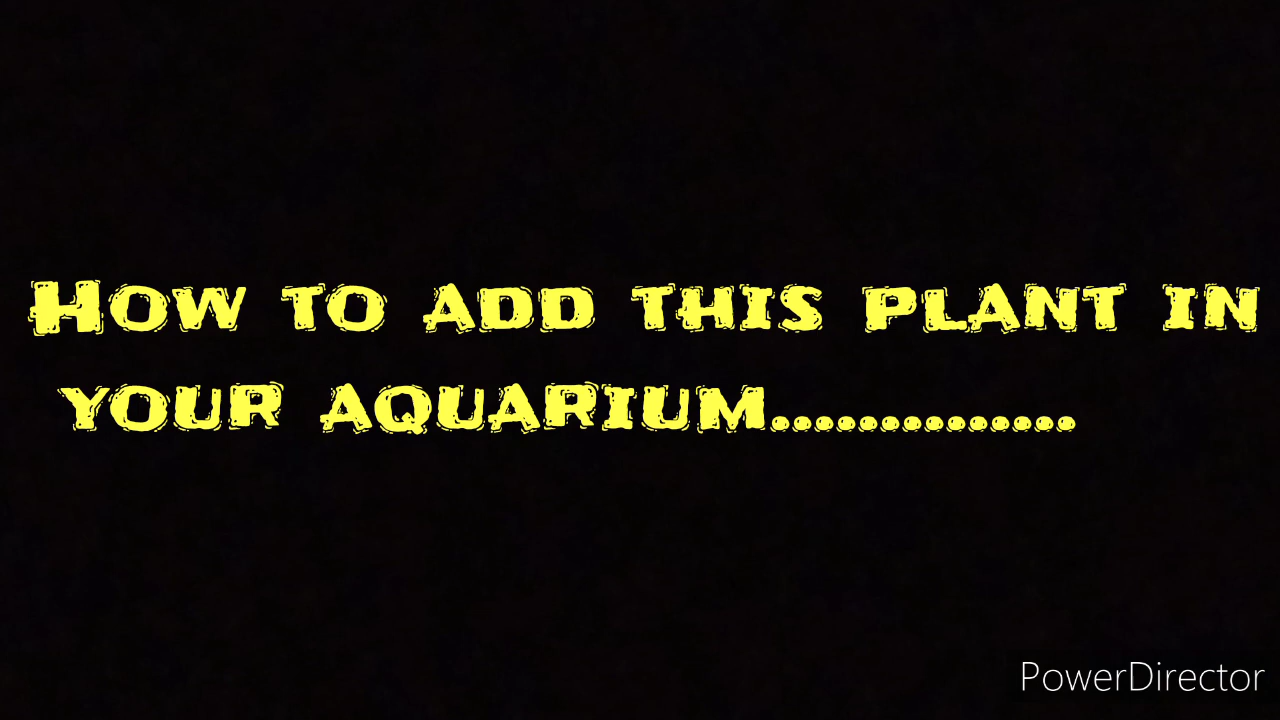 How to add this plant in
your aquarium..............
PowerDirector